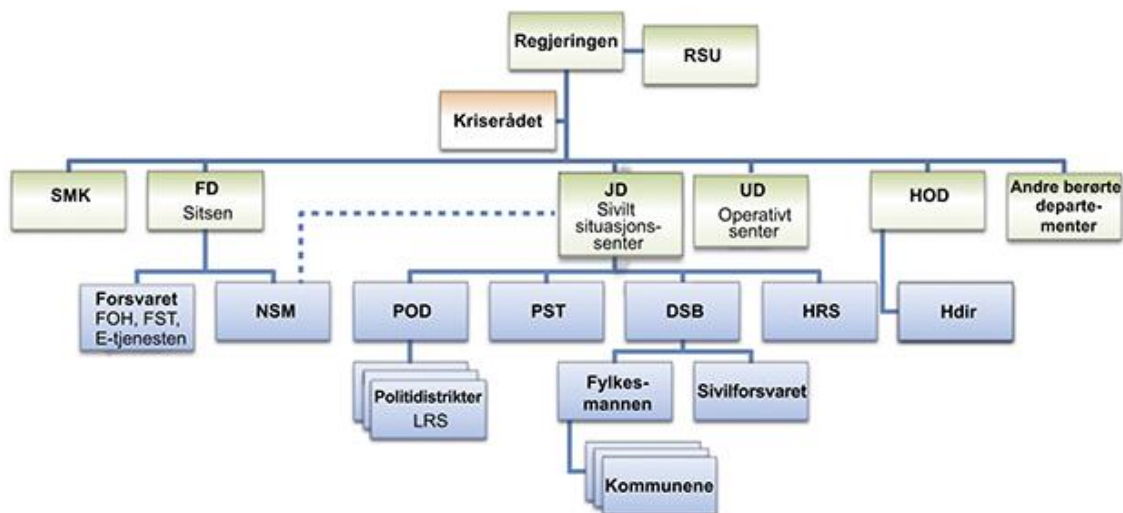 Regjeringen
RSU
Kriserådet
SMK
FD
Sitsen
JD
Sivilt
situasjons-
senter
UD
Operativt
senter
HOD
Andre berørte
departe-
menter
Forsvaret
FOH, FST,
E-tjenesten
NSM
POD
PST
DSB
HRS
Hdir
Politidistrikter
LRS
Fylkes-
mannen
Sivilforsvaret
Kommunene